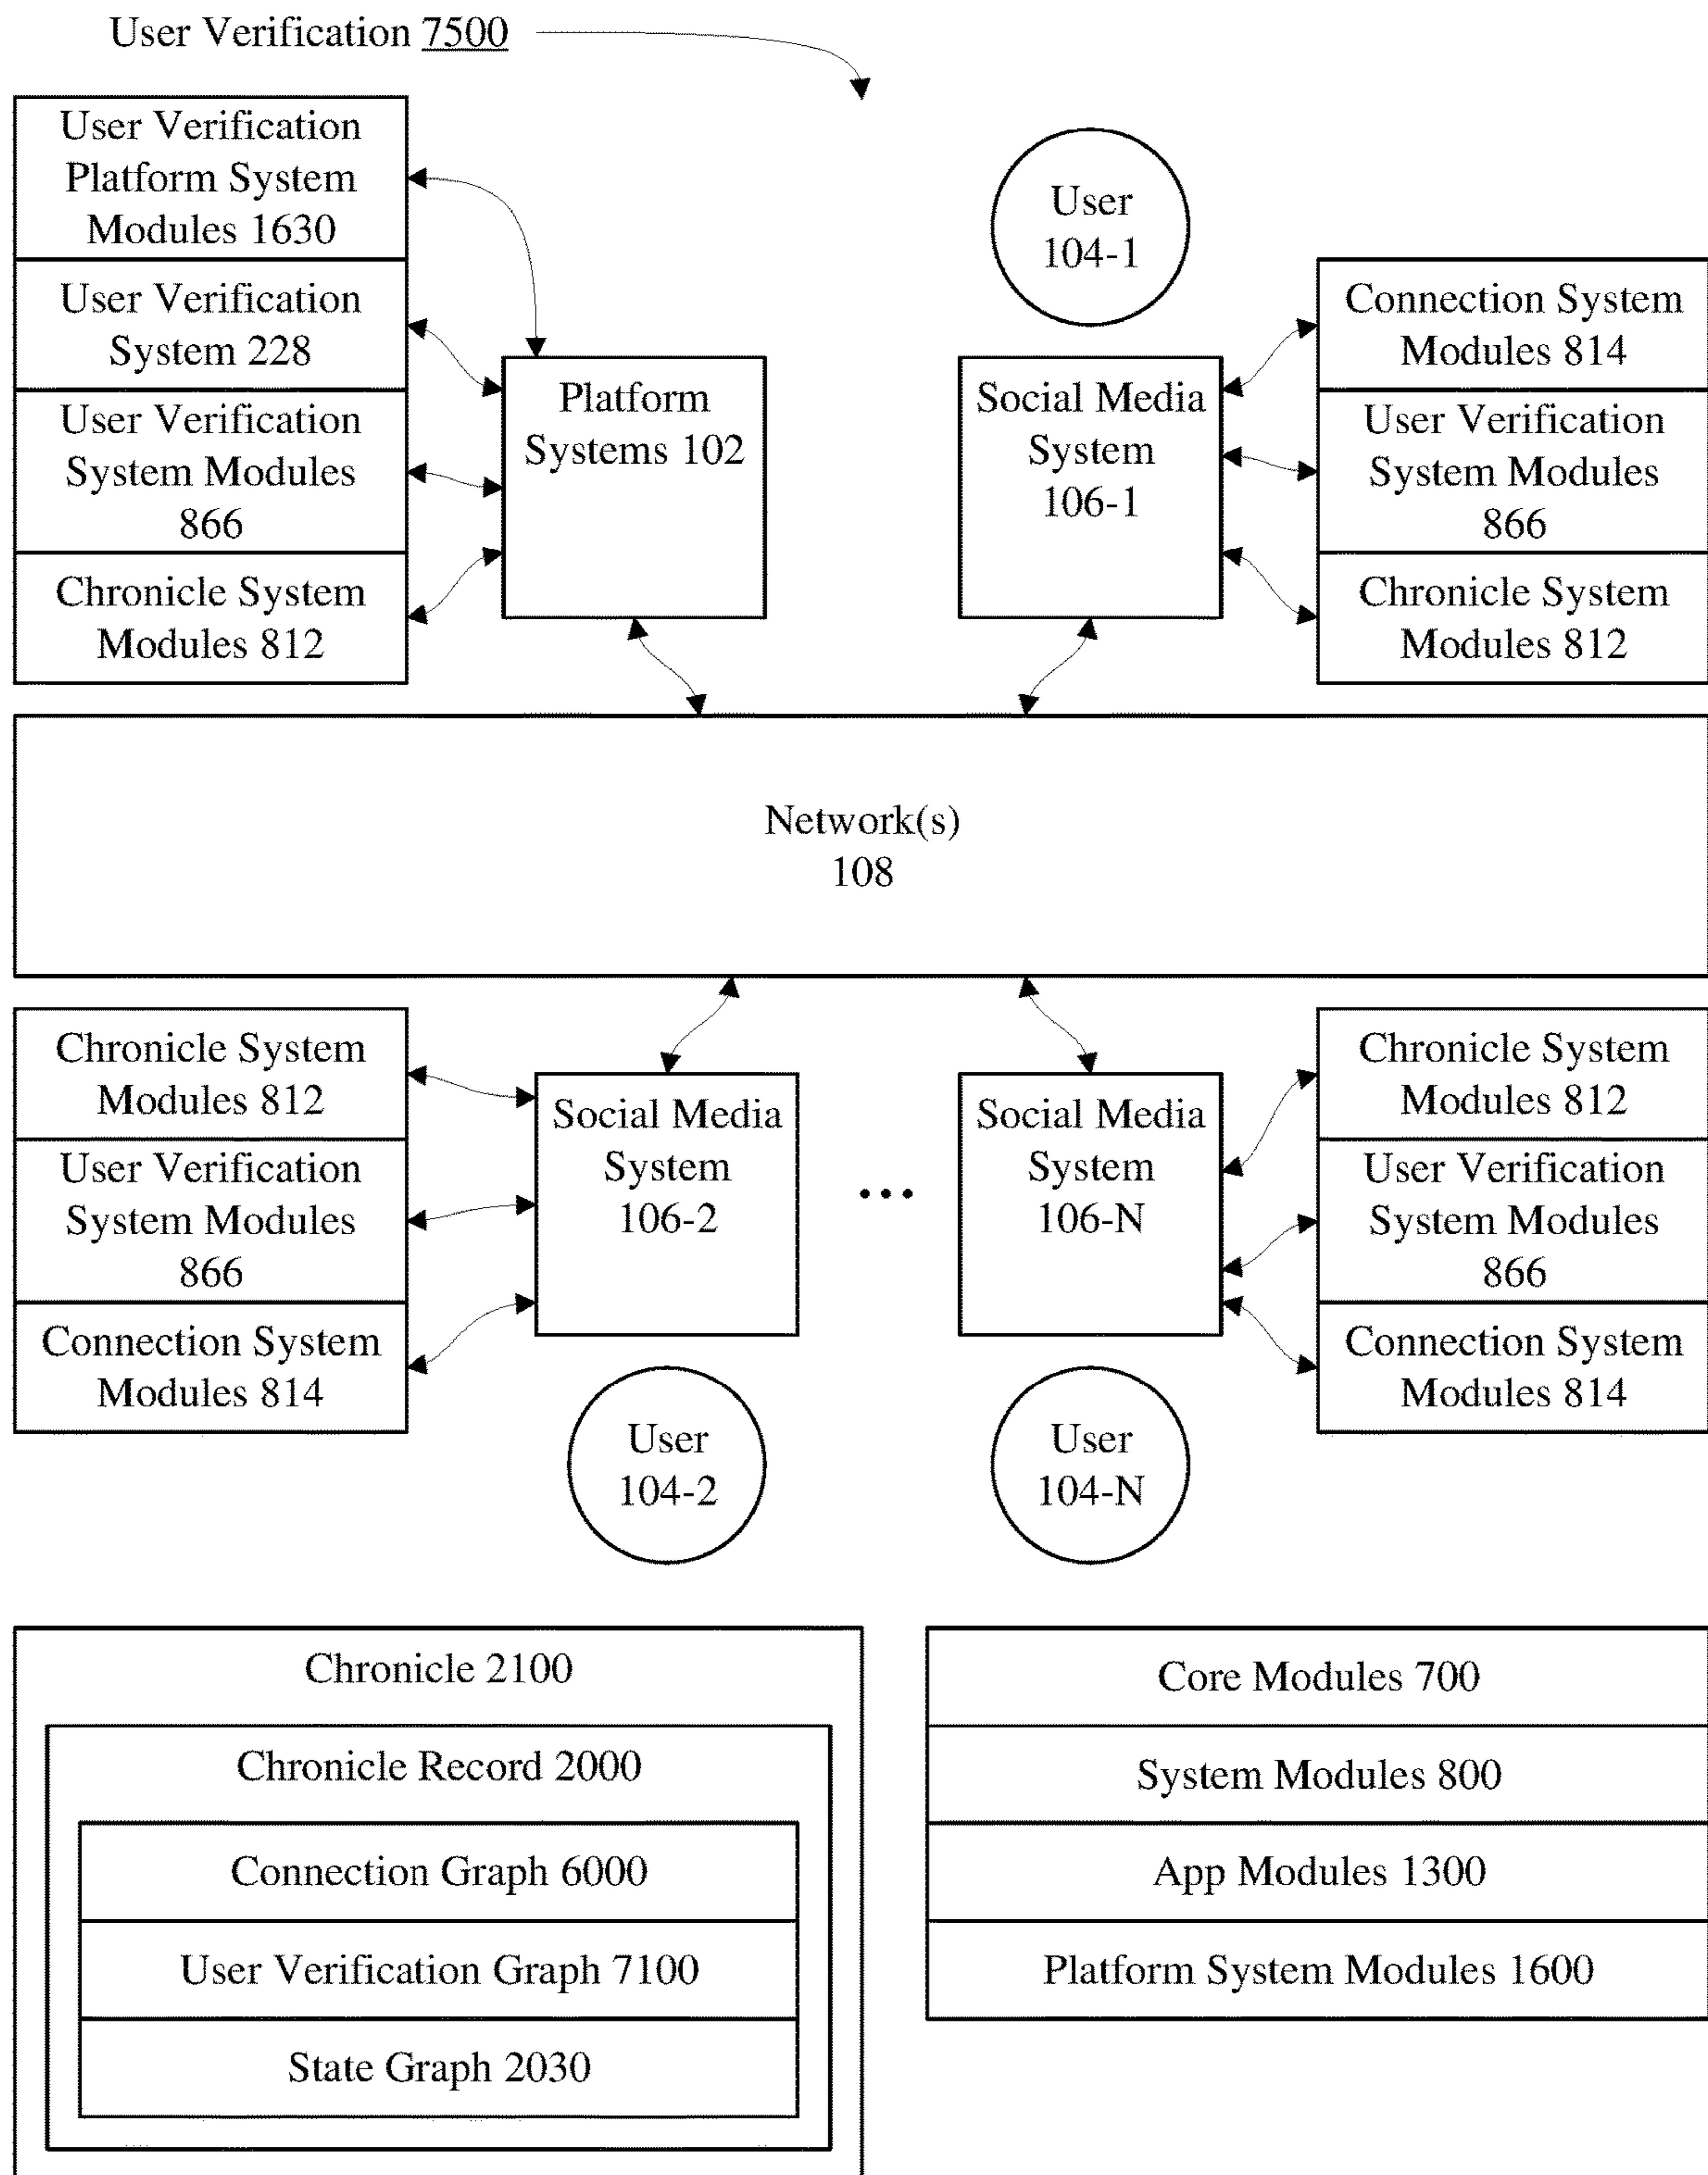 User Verification 7500
User Verification
Platform System
Modules 1630
User Verification
System 228
User Verification
System Modules
866
Chronicle System
Modules 812
Platform
Systems 102
User
104-1
Social Media
System
106-1
Connection System
Modules 814
User Verification
System Modules
866
Chronicle System
Modules 812
Network(s)
108
Chronicle System
Modules 812
User Verification
System Modules
866
Connection System
Modules 814
Social Media
System
106-2
User
104-2
...
Social Media
System
106-N
User
104-N
Chronicle System
Modules 812
User Verification
System Modules
866
Connection System
Modules 814
Chronicle 2100
Chronicle Record 2000
Connection Graph 6000
User Verification Graph 7100
State Graph 2030
Core Modules 700
System Modules 800
App Modules 1300
Platform System Modules 1600